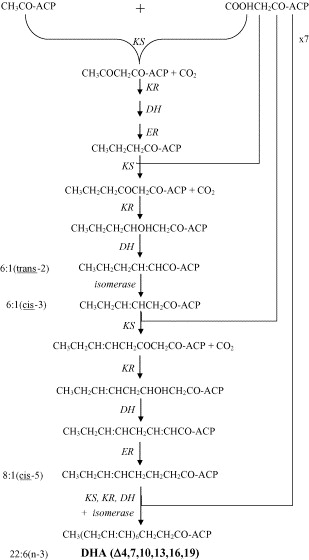 CH₃CO-ACP + COOHCH₂CO-ACP
x7
KS
CH₃COCH₂CO-ACP + CO₂
KR
DH
ER
CH₃CH₂CH₂CO-ACP
KS
CH₃CH₂CH₂COCH₂CO-ACP + CO₂
KR
CH₃CH₂CH₂CHOHCH₂CO-ACP
DH
6:1(trans-2) CH₃CH₂CH₂CH:CHCO-ACP
isomerase
6:1(cis-3) CH₃CH₂CH:CHCH₂CO-ACP
KS
CH₃CH₂CH:CHCH₂COCH₂CO-ACP + CO₂
KR
CH₃CH₂CH:CHCH₂CHOHCH₂CO-ACP
DH
CH₃CH₂CH:CHCH₂CH:CHCO-ACP
ER
8:1(cis-5) CH₃CH₂CH:CHCH₂CH₂CH₂CO-ACP
KS, KR, DH
+ isomerase
CH₃(CH₂CH:CH)₆CH₂CH₂CO-ACP
22:6(n-3) DHA (Δ4,7,10,13,16,19)